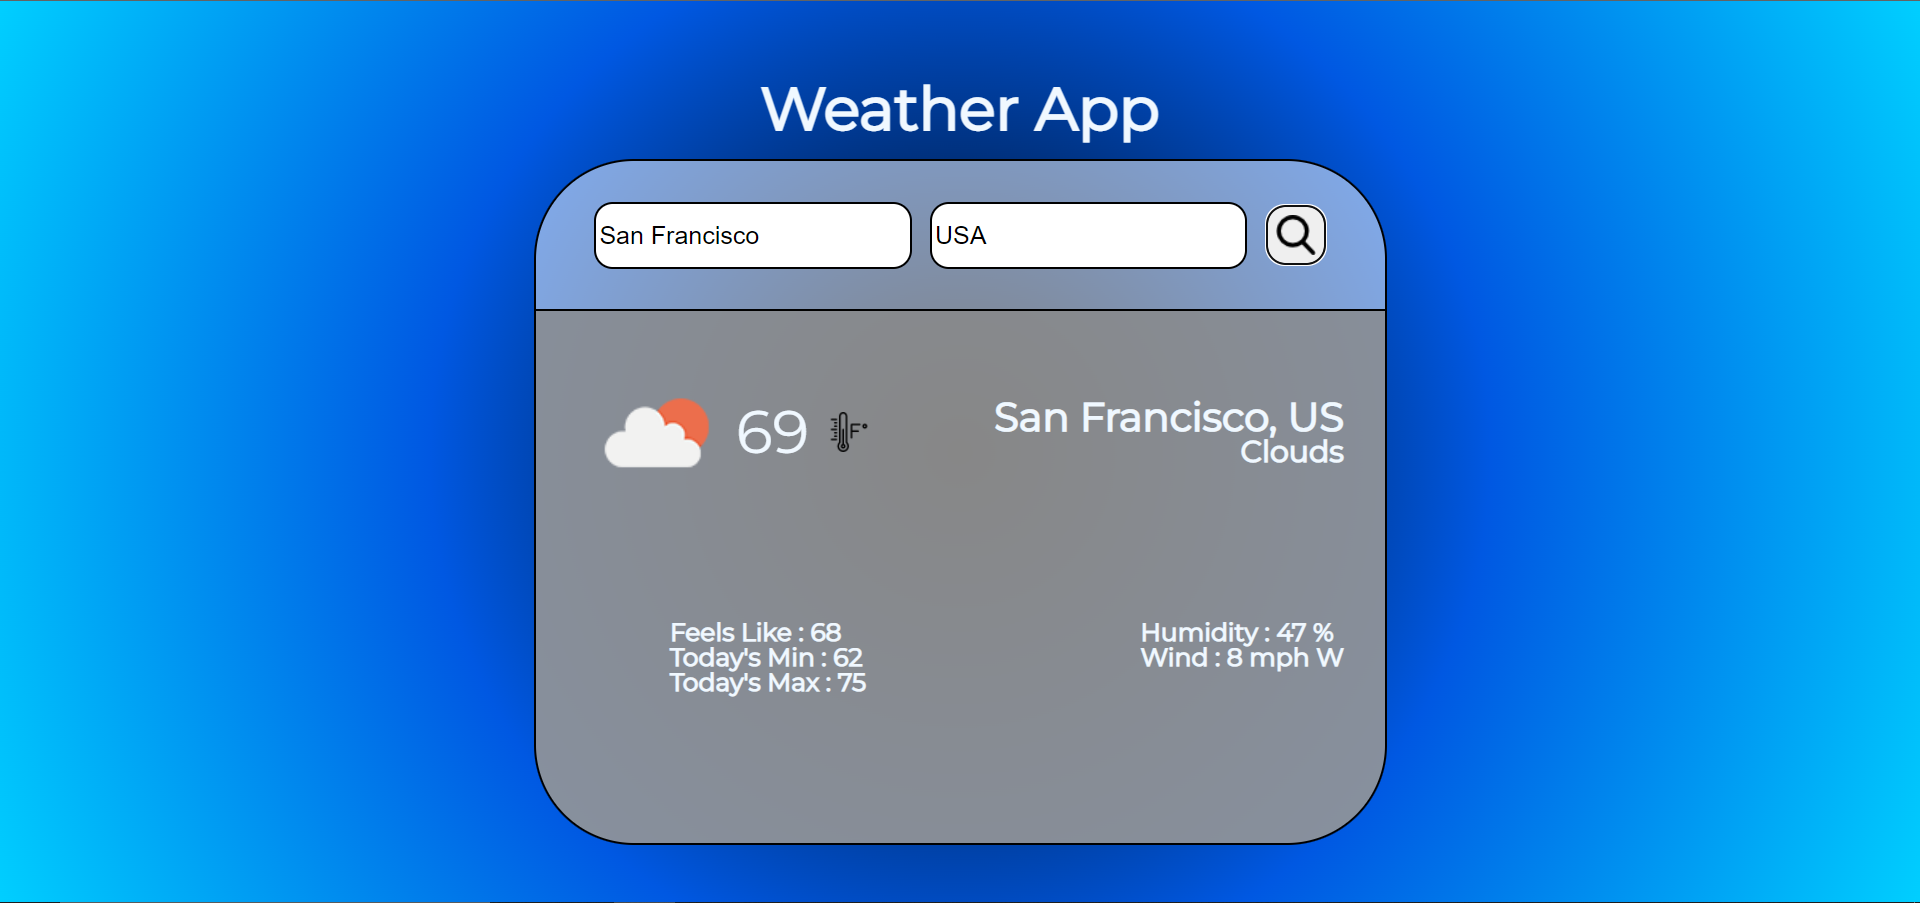 Weather App
San Francisco
USA
69 F°
San Francisco, US
Clouds
Feels Like : 68
Today's Min : 62
Today's Max : 75
Humidity : 47 %
Wind : 8 mph W